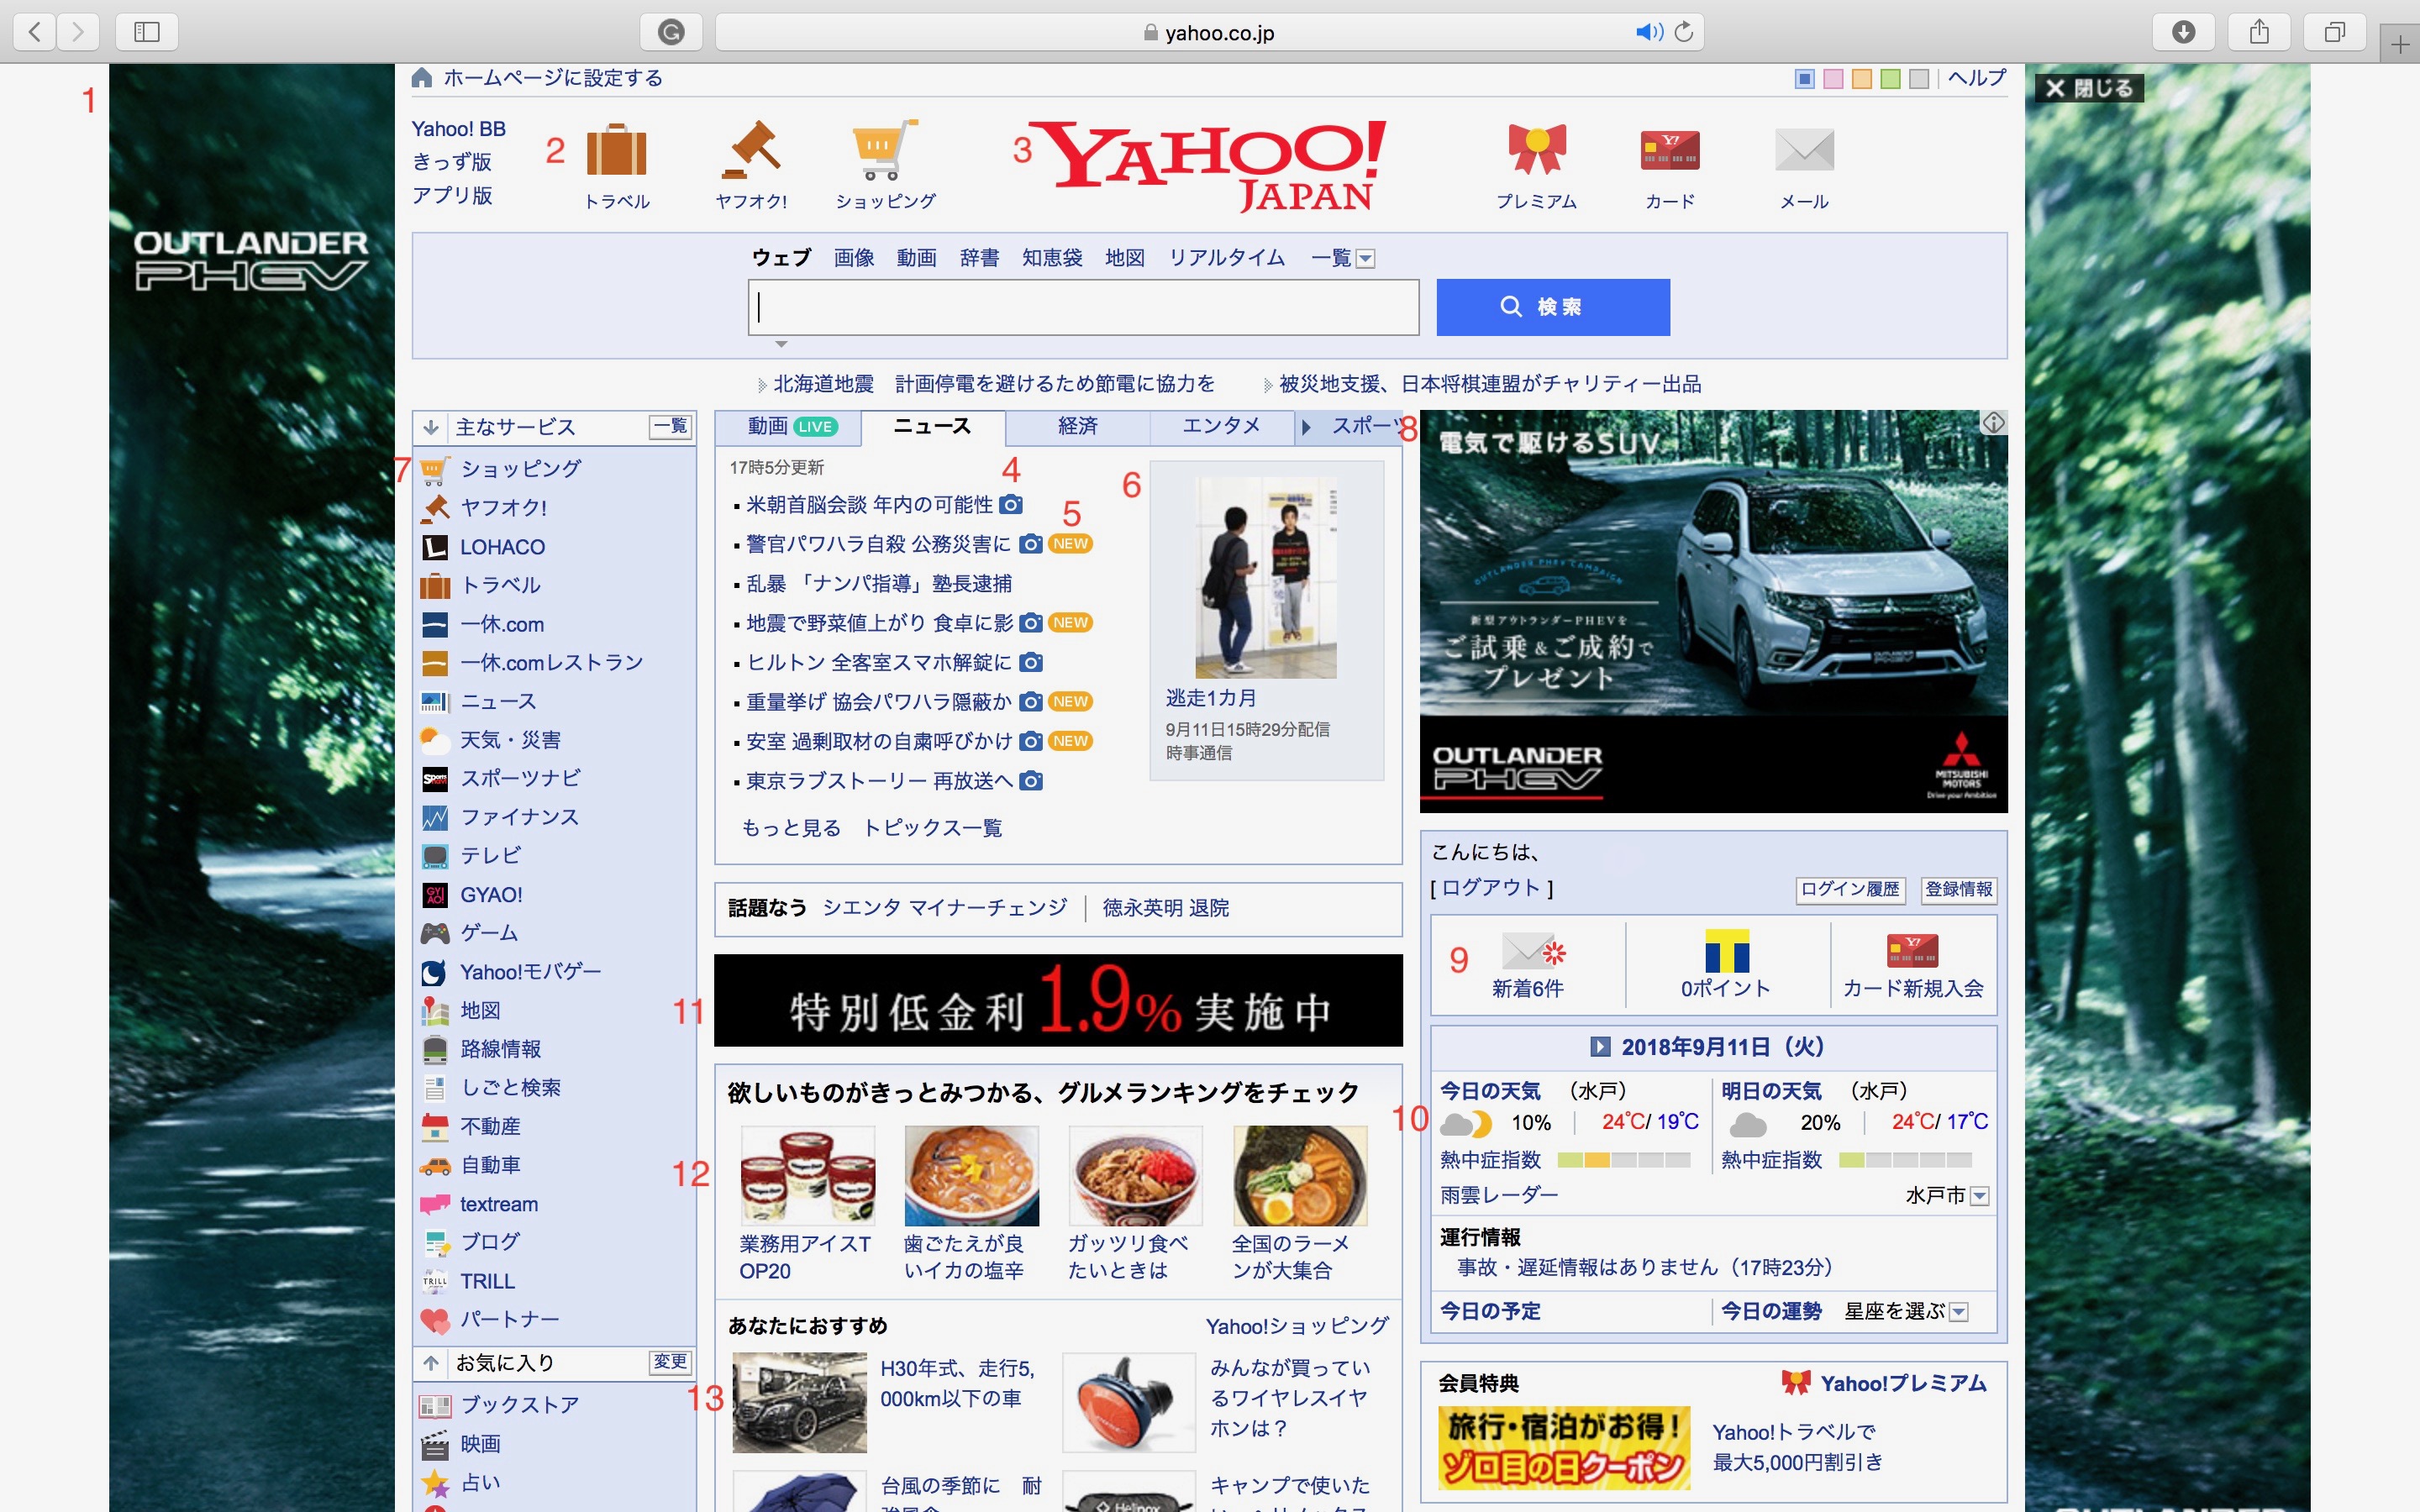 yahoo.co.jp
1
ホームページに設定する
ヘルプ
× 閉じる
Yahoo! BB
きっず版
アプリ版
2
トラベル
ヤフオク!
ショッピング
3
YAHOO!
JAPAN
プレミアム
カード
メール
OUTLANDER
PHEV
ウェブ 画像 動画 辞書 知恵袋 地図 リアルタイム 一覧
検索
北海道地震 計画停電を避けるため節電に協力を
被災地支援、日本将棋連盟がチャリティー出品
主なサービス 一覧
7
ショッピング
ヤフオク!
LOHACO
トラベル
一休.com
一休.comレストラン
ニュース
天気・災害
スポーツナビ
ファイナンス
テレビ
GYAO!
ゲーム
Yahoo!モバゲー
地図
路線情報
しごと検索
不動産
自動車
textream
ブログ
TRILL
パートナー
お気に入り 変更
ブックストア
映画
占い
動画 LIVE ニュース 経済 エンタメ スポーツ
17時5分更新
4
米朝首脳会談 年内の可能性
5
警官パワハラ自殺 公務災害に NEW
乱暴 「ナンパ指導」塾長逮捕
地震で野菜値上がり 食卓に影 NEW
ヒルトン 全客室スマホ解錠に
重量挙げ 協会パワハラ隠蔽か NEW
安室 過剰取材の自粛呼びかけ NEW
東京ラブストーリー 再放送へ
もっと見る トピックス一覧
6
逃走1カ月
9月11日15時29分配信
時事通信
話題なう シエンタ マイナーチェンジ 徳永英明 退院
11
特別低金利1.9%実施中
欲しいものがきっとみつかる、グルメランキングをチェック
12
業務用アイスT
OP20
歯ごたえが良
いイカの塩辛
ガッツリ食べ
たいときは
全国のラーメ
ンが大集合
あなたにおすすめ Yahoo!ショッピング
13
H30年式、走行5,
000km以下の車
みんなが買ってい
るワイヤレスイヤ
ホンは？
台風の季節に 耐
キャンプで使いた
Helinox
8
電気で駆けるSUV
OUTLANDER PHEV CAMPAIGN
新型アウトランダーPHEVを
ご試乗&ご成約で
プレゼント
OUTLANDER
PHEV
MITSUBISHI
MOTORS
Drive your Ambition
こんにちは、
[ ログアウト ]
ログイン履歴 登録情報
9
新着6件
0ポイント
カード新規入会
2018年9月11日（火）
10
今日の天気 （水戸）
10% 24℃/ 19℃
熱中症指数
明日の天気 （水戸）
20% 24℃/ 17℃
熱中症指数
雨雲レーダー
水戸市
運行情報
事故・遅延情報はありません（17時23分）
今日の予定
今日の運勢 星座を選ぶ
会員特典 Yahoo!プレミアム
旅行・宿泊がお得！
ゾロ目の日クーポン
Yahoo!トラベルで
最大5,000円割引き